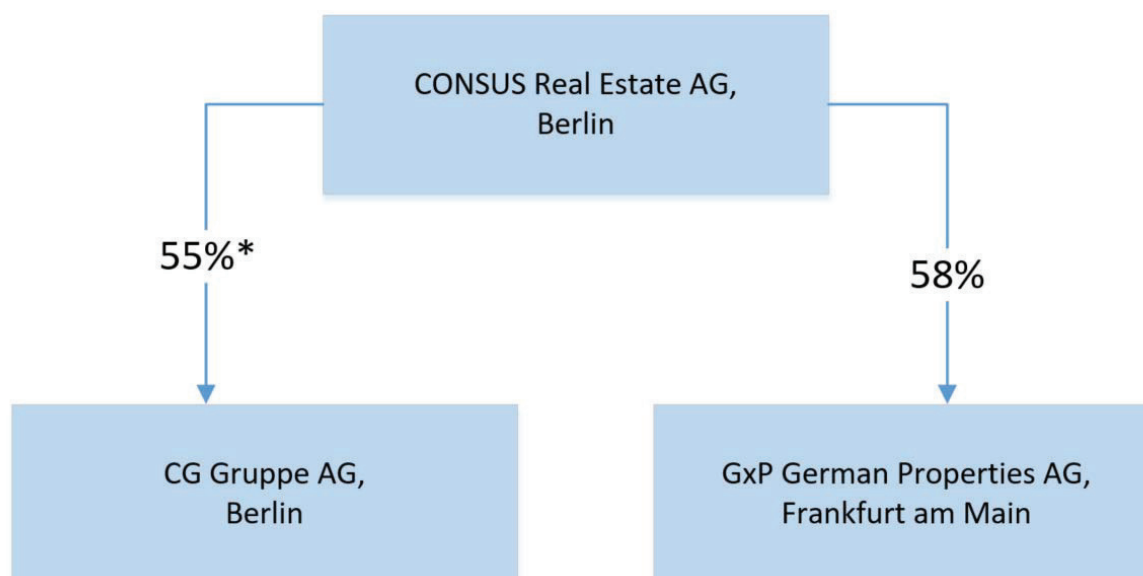 CONSUS Real Estate AG,
Berlin
55%*
58%
CG Gruppe AG,
Berlin
GxP German Properties AG,
Frankfurt am Main